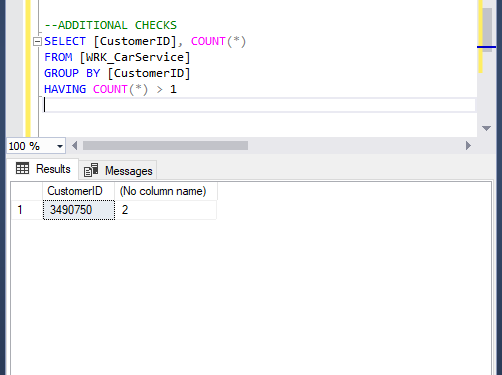 --ADDITIONAL CHECKS
SELECT [CustomerID], COUNT(*)
FROM [WRK_CarService]
GROUP BY [CustomerID]
HAVING COUNT(*) > 1
100 %
Results Messages
CustomerID (No column name)
1 3490750 2